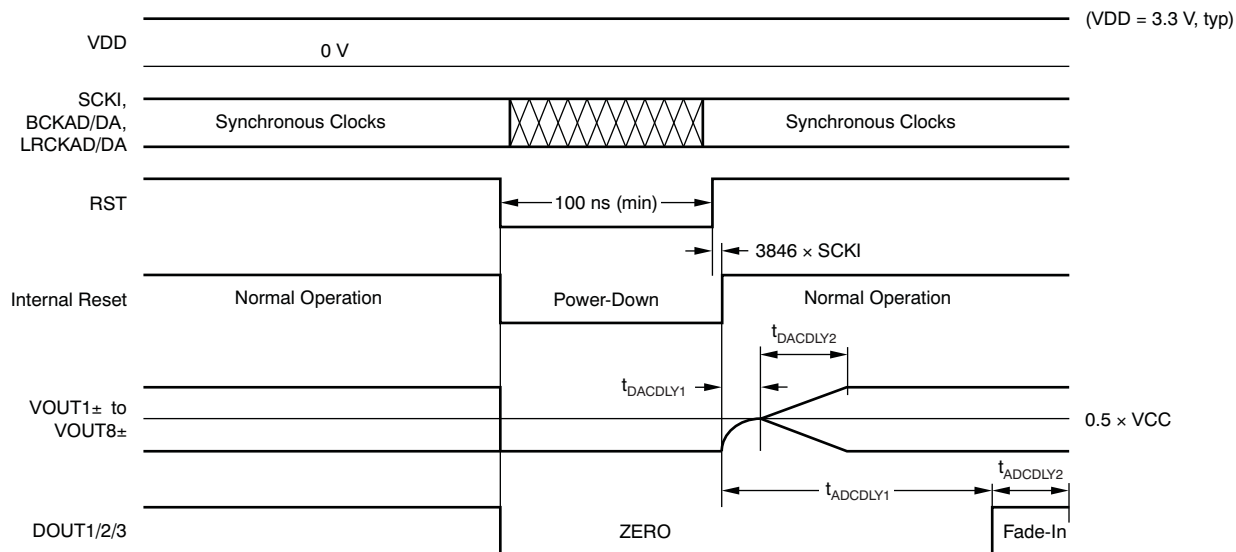 (VDD = 3.3 V, typ)
VDD
0 V
SCKI,
BCKAD/DA,
LRCKAD/DA
Synchronous Clocks
Synchronous Clocks
RST
100 ns (min)
3846 × SCKI
Internal Reset
Normal Operation
Power-Down
Normal Operation
tDACDLY2
tDACDLY1
VOUT1± to
VOUT8±
0.5 × VCC
tADCDLY1
tADCDLY2
DOUT1/2/3
ZERO
Fade-In